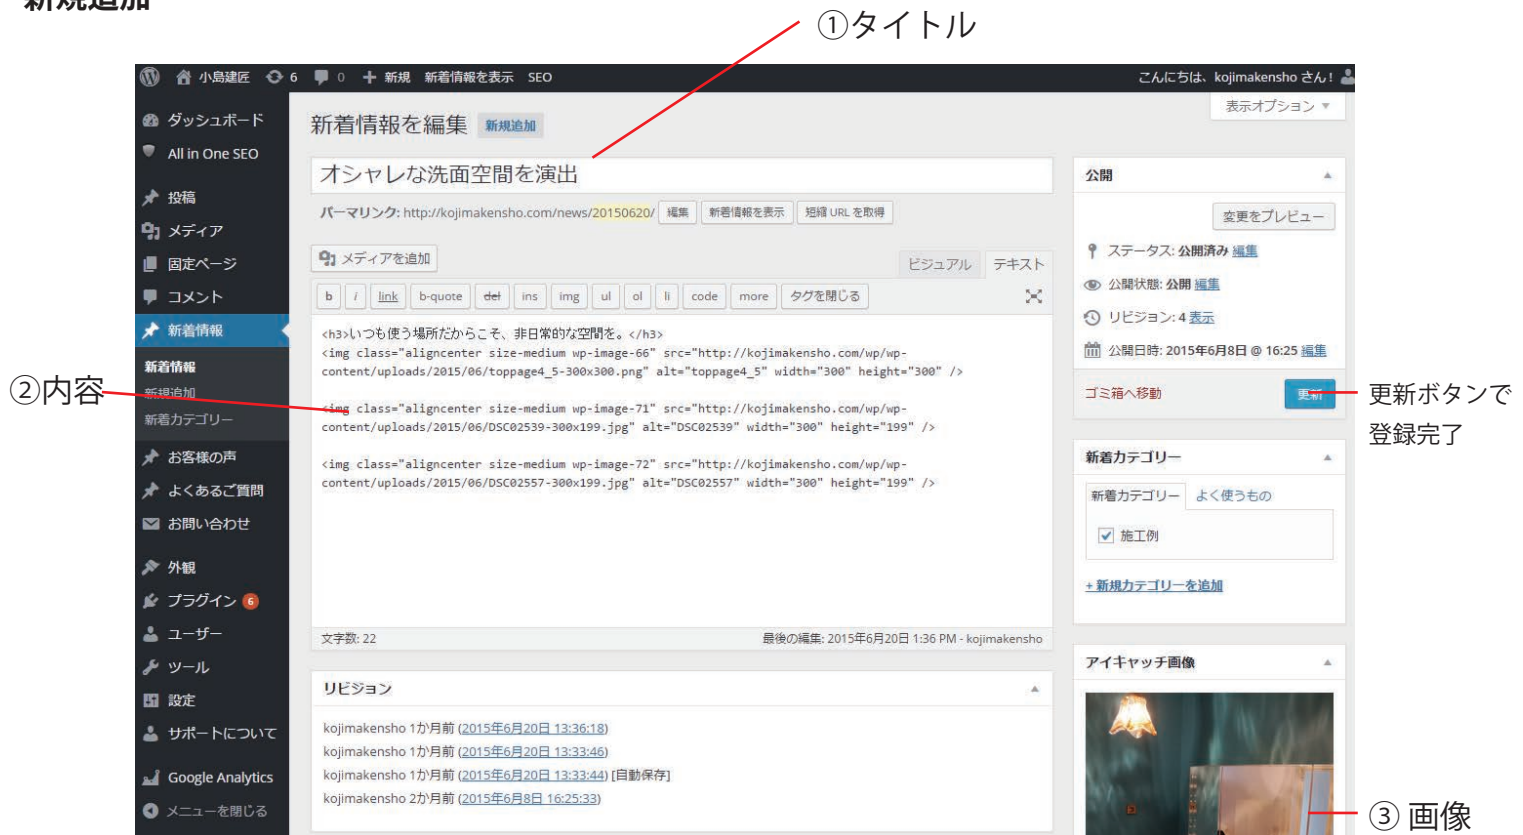 新規追加
①タイトル
小島建匠 6 0 新規 新着情報を表示 SEO こんにちは、kojimakensho さん!
表示オプション
ダッシュボード
All in One SEO
投稿
メディア
固定ページ
コメント
新着情報
新着情報
新規追加
新着カテゴリー
お客様の声
よくあるご質問
お問い合わせ
外観
プラグイン 6
ユーザー
ツール
設定
サポートについて
Google Analytics
メニューを閉じる
②内容
新着情報を編集 新規追加
オシャレな洗面空間を演出
パーマリンク: http://kojimakensho.com/news/20150620/ 編集 新着情報を表示 短縮 URL を取得
メディアを追加
ビジュアル テキスト
b i link b-quote del ins img ul ol li code more タグを閉じる
<h3>いつも使う場所だからこそ、非日常的な空間を。</h3>
<img class="aligncenter size-medium wp-image-66" src="http://kojimakensho.com/wp/wp-
content/uploads/2015/06/toppage4_5-300x300.png" alt="toppage4_5" width="300" height="300" />
<img class="aligncenter size-medium wp-image-71" src="http://kojimakensho.com/wp/wp-
content/uploads/2015/06/DSC02539-300x199.jpg" alt="DSC02539" width="300" height="199" />
<img class="aligncenter size-medium wp-image-72" src="http://kojimakensho.com/wp/wp-
content/uploads/2015/06/DSC02557-300x199.jpg" alt="DSC02557" width="300" height="199" />
文字数: 22 最後の編集: 2015年6月20日 1:36 PM - kojimakensho
リビジョン
kojimakensho 1か月前 (2015年6月20日 13:36:18)
kojimakensho 1か月前 (2015年6月20日 13:33:46)
kojimakensho 1か月前 (2015年6月20日 13:33:44) [自動保存]
kojimakensho 2か月前 (2015年6月8日 16:25:33)
公開
変更をプレビュー
ステータス: 公開済み 編集
公開状態: 公開 編集
リビジョン: 4 表示
公開日時: 2015年6月8日 @ 16:25 編集
ゴミ箱へ移動 更新
更新ボタンで
登録完了
新着カテゴリー
新着カテゴリー よく使うもの
施工例
+ 新規カテゴリーを追加
アイキャッチ画像
③ 画像